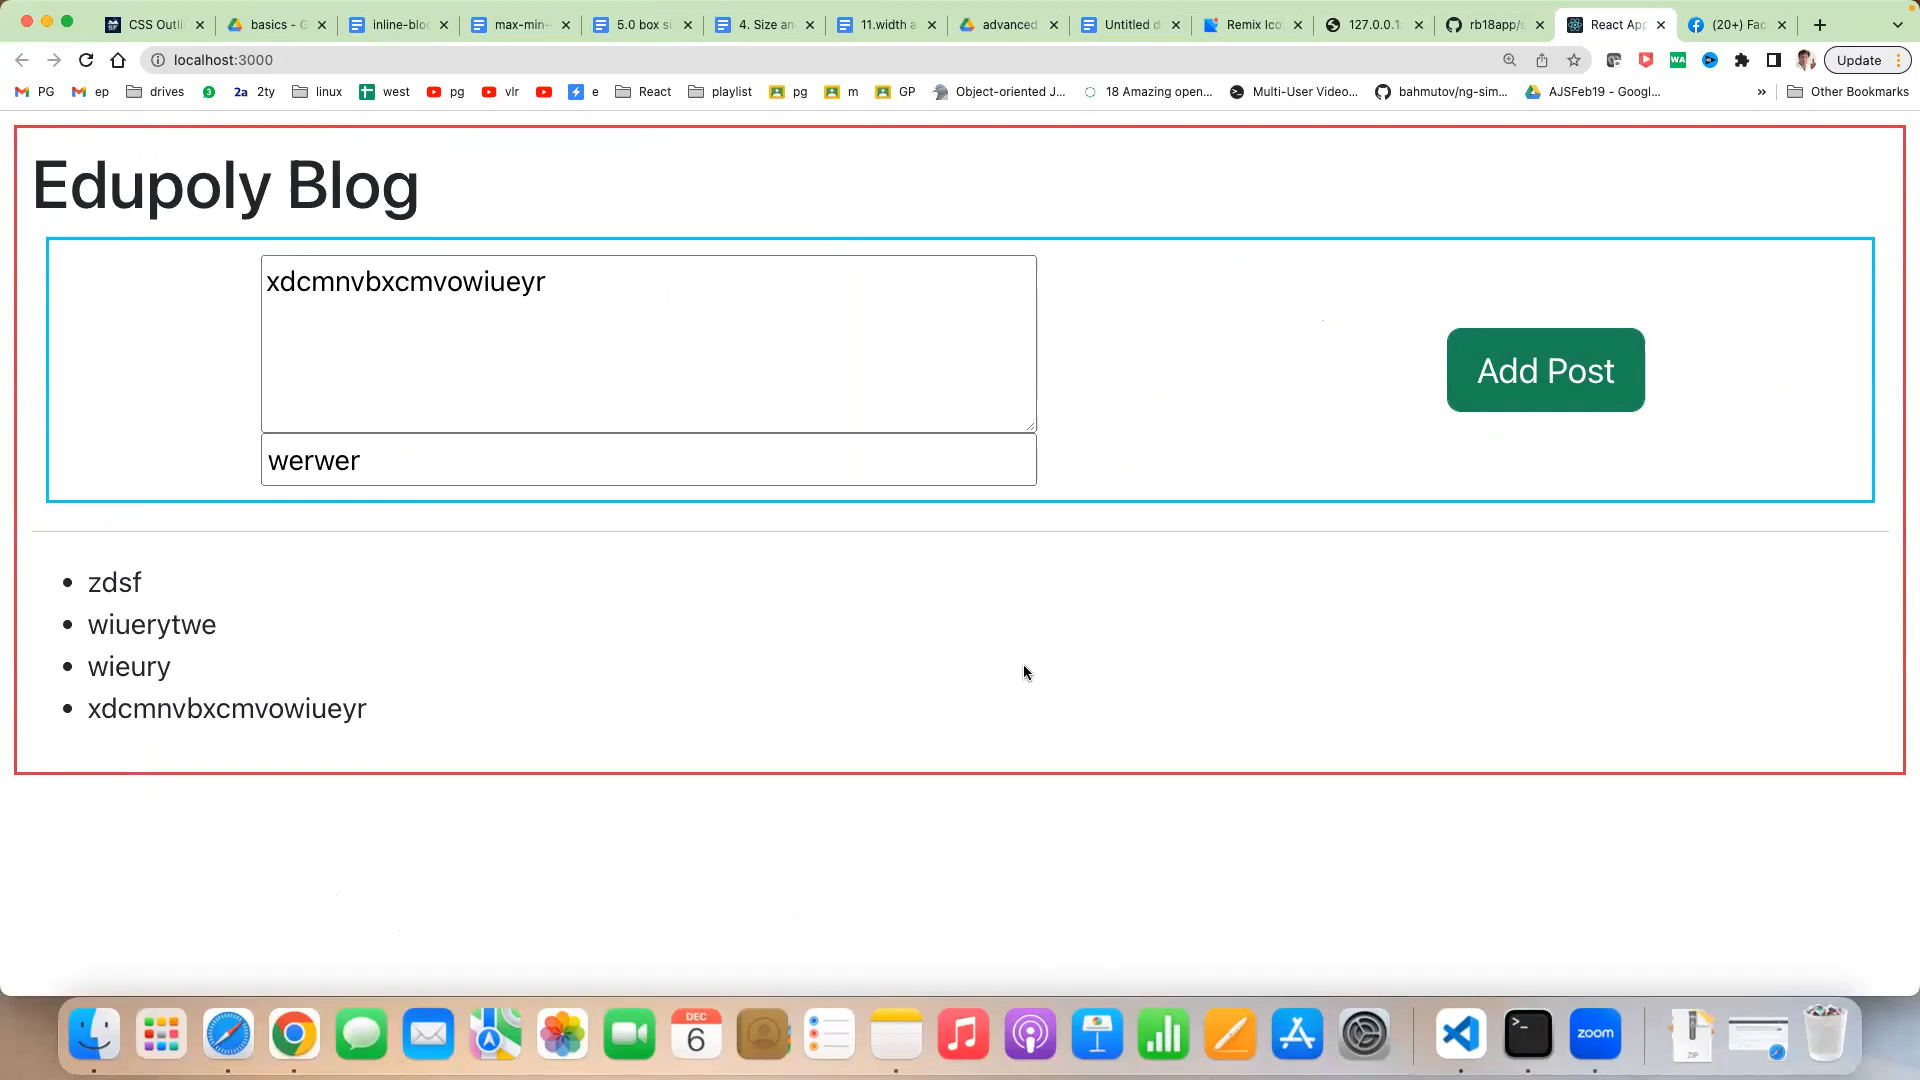 CSS Outli
basics - G
inline-bloc
max-min-
5.0 box si
4. Size an
11.width a
advanced
Untitled d
Remix Ico
127.0.0.1:
rb18app/s
React App
(20+) Fac
localhost:3000
Update
PG
ep
drives
2a 2ty
linux
west
pg
vlr
e
React
playlist
pg
m
GP
Object-oriented J...
18 Amazing open...
Multi-User Video...
bahmutov/ng-sim...
AJSFeb19 - Googl...
»
Other Bookmarks
Edupoly Blog
xdcmnvbxcmvowiueyr
Add Post
werwer
zdsf
wiuerytwe
wieury
xdcmnvbxcmvowiueyr
DEC
6
zoom
ZIP